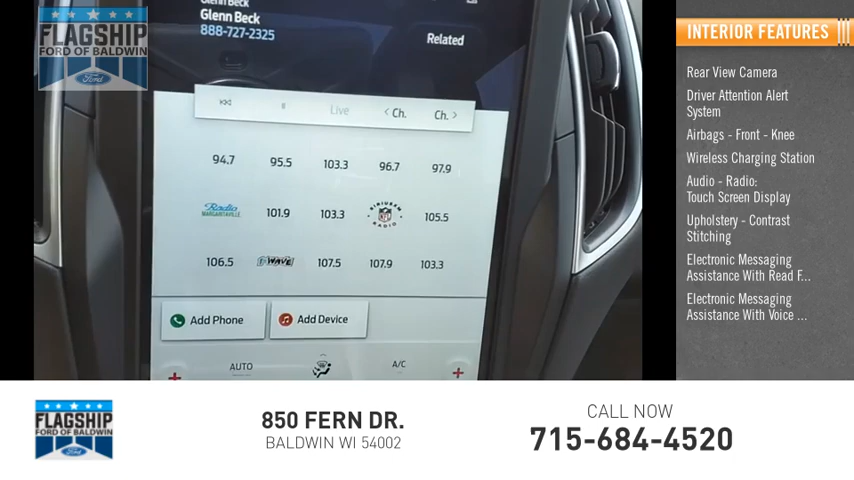 FLAGSHIP
FORD OF BALDWIN
Ford
Glenn Beck
Glenn Beck
888-727-2325
Related
Live
< Ch.
Ch. >
94.7
95.5
103.3
96.7
97.9
Radio
MARGARITAVILLE
101.9
103.3
SIRIUSXM
NFL
RADIO
105.5
106.5
1st WAVE
107.5
107.9
103.3
Add Phone
Add Device
AUTO
A/C
INTERIOR FEATURES
Rear View Camera
Driver Attention Alert
System
Airbags - Front - Knee
Wireless Charging Station
Audio - Radio:
Touch Screen Display
Upholstery - Contrast
Stitching
Electronic Messaging
Assistance With Read F...
Electronic Messaging
Assistance With Voice ...
FLAGSHIP
FORD OF BALDWIN
Ford
850 FERN DR.
BALDWIN WI 54002
CALL NOW
715-684-4520